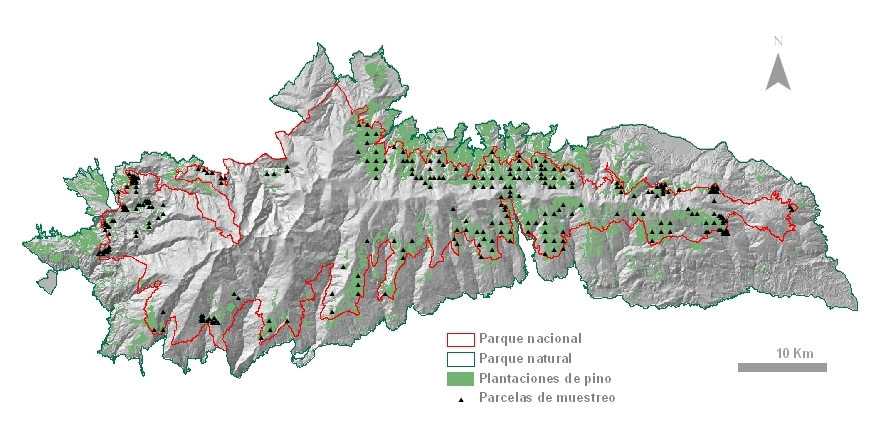 N
Parque nacional
Parque natural
Plantaciones de pino
Parcelas de muestreo
10 Km